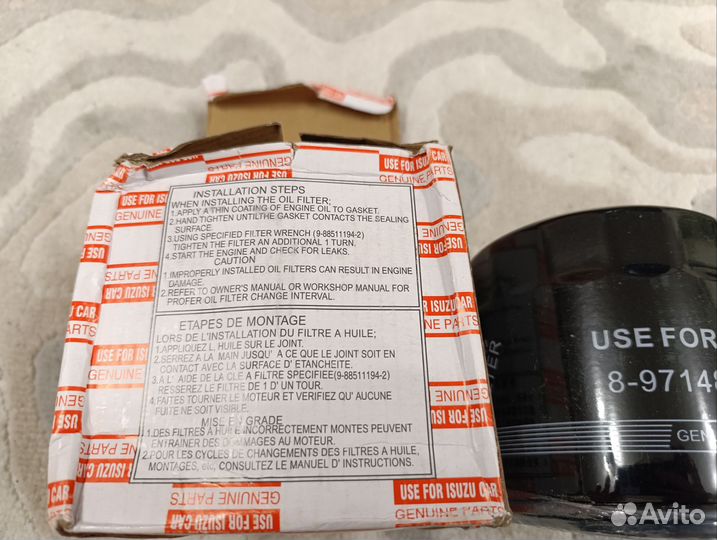 USE FOR ISUZU CAR
GENUINE PARTS
INSTALLATION STEPS
WHEN INSTALLING THE OIL FILTER;
1.APPLY A THIN COATING OF ENGINE OIL TO GASKET.
2.HAND TIGHTEN UNTILTHE GASKET CONTACTS THE SEALING
SURFACE.
3.USING SPECIFIED FILTER WRENCH (9-88511194-2)
TIGHTEN THE FILTER AN ADDITIONAL 1 TURN.
4.START THE ENGINE AND CHECK FOR LEAKS.
CAUTION
1.IMPROPERLY INSTALLED OIL FILTERS CAN RESULT IN ENGINE
DAMAGE.
2.REFER TO OWNER'S MANUAL OR WORKSHOP MANUAL FOR
PROFER OIL FILTER CHANGE INTERVAL.
ETAPES DE MONTAGE
LORS DE L'INSTALLATION DU FILTRE A HUILE;
1.APPLIQUEZ L' HUILE SUR LE JOINT.
2.SERREZ A LA MAIN JUSQU' A CE QUE LE JOINT SOIT EN
CONTACT AVEC LA SURFACE D' ETANCHEITE.
3.A L' AIDE DE LA CLE A FILTRE SPECIFIEE(9-88511194-2)
RESSEREZ LE FILTRE DE 1 D' UN TOUR.
4.FAITES TOURNER LE MOTEUR ET VERIFIEZ QU' AUCUNE
FUITE NE SOIT VISIBLE.
MISE EN GRADE
1.DES FILTRES A HUILE INCORRECTEMENT MONTES PEUVENT
ENTRAINER DES DOMMAGES AU MOTEUR.
2.POUR LES CYCLES DE CHANGEMENTS DES FILTRES A HUILE,
MONTAGES, etc, CONSULTEZ LE MANUEL D' INSTRUCTIONS.
USE FOR ISUZU CAR
GENUINE PARTS
USE FOR
8-9714
GEN
Avito